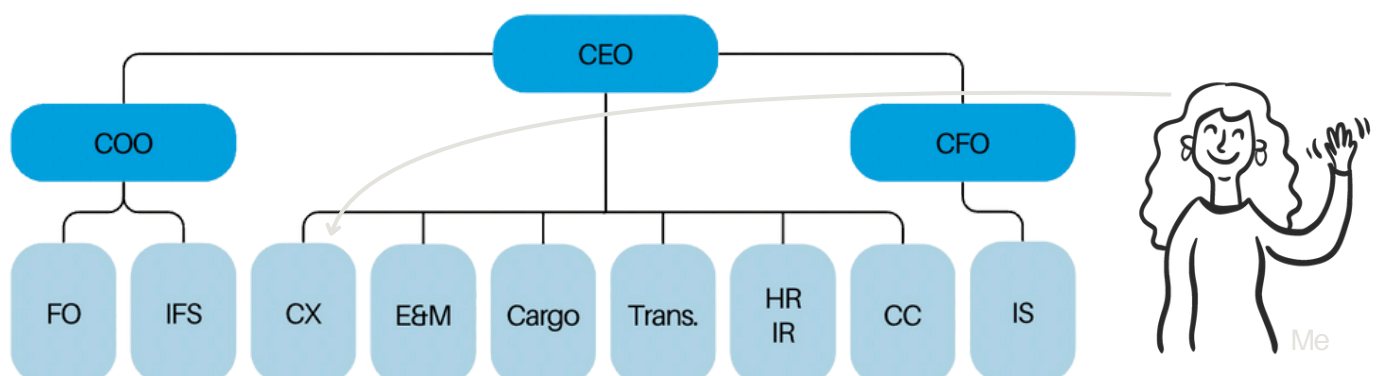 CEO
COO
CFO
FO
IFS
CX
E&M
Cargo
Trans.
HR
IR
CC
IS
Me